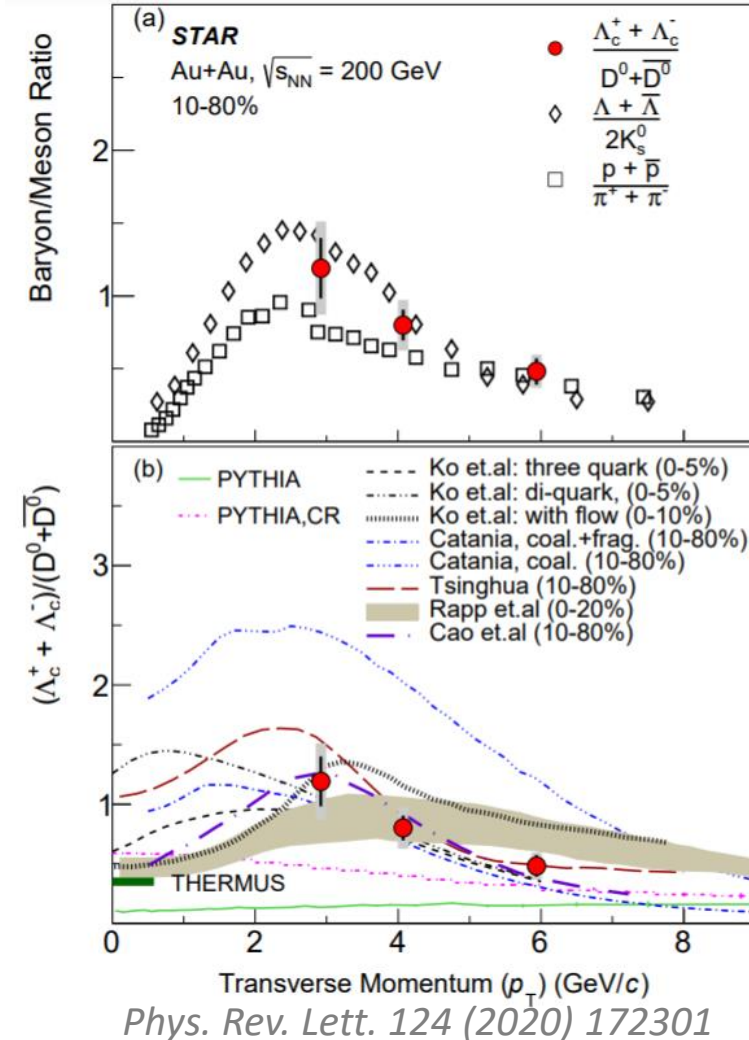 (a)
STAR
Au+Au, √sNN = 200 GeV
10-80%
Λc+ + Λc-
D0+D̅0̅
Λ + Λ̅
2Ks0
p + p̅
π+ + π-
2
1
Baryon/Meson Ratio
(b)
PYTHIA
PYTHIA,CR
Ko et.al: three quark (0-5%)
Ko et.al: di-quark, (0-5%)
Ko et.al: with flow (0-10%)
Catania, coal.+frag. (10-80%)
Catania, coal. (10-80%)
Tsinghua (10-80%)
Rapp et.al (0-20%)
Cao et.al (10-80%)
3
2
1
(Λc+ + Λc-)/(D0+D̅0̅)
THERMUS
0 2 4 6 8
Transverse Momentum (pT) (GeV/c)
Phys. Rev. Lett. 124 (2020) 172301